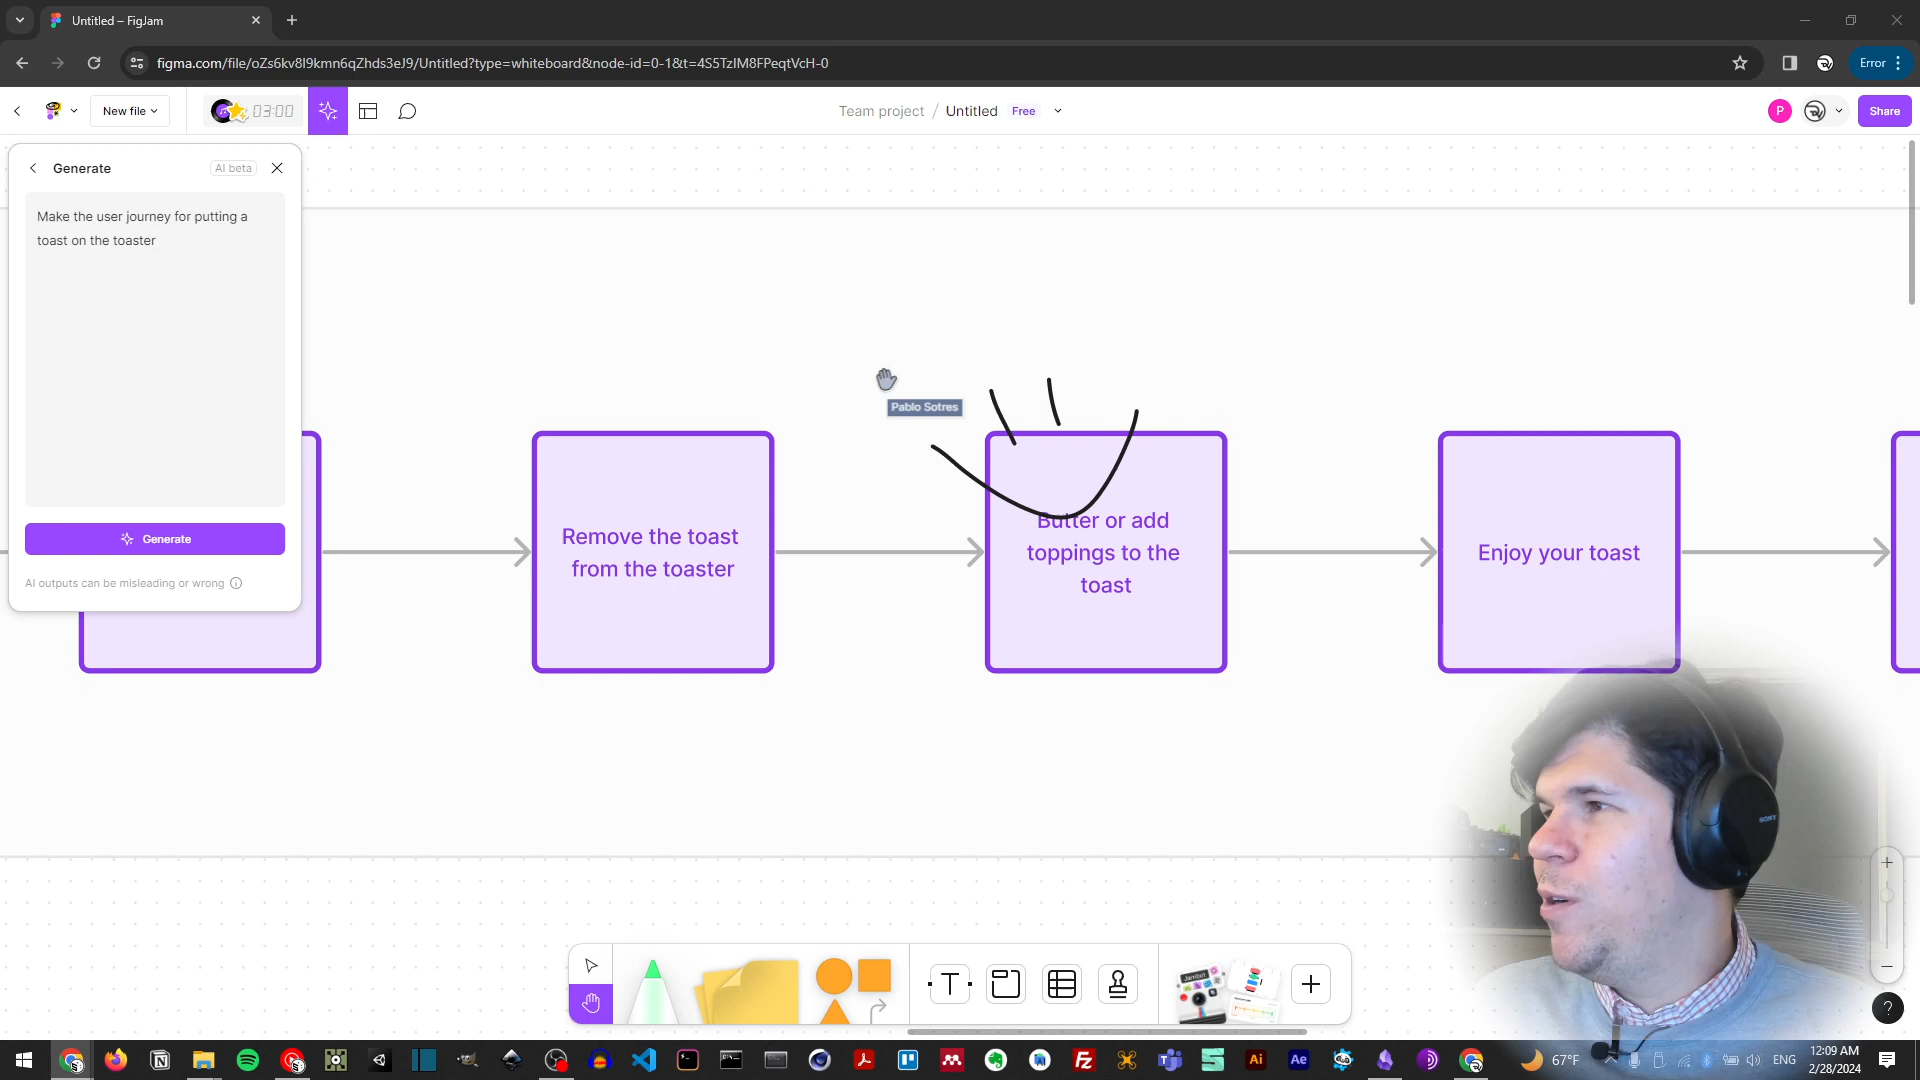 Untitled – FigJam
figma.com/file/oZs6kv8l9kmn6qZhds3eJ9/Untitled?type=whiteboard&node-id=0-1&t=4S5TzIM8FPeqtVcH-0
Error
New file
03:00
Team project / Untitled Free
P
Share
Generate
AI beta
Make the user journey for putting a
toast on the toaster
Generate
AI outputs can be misleading or wrong
Pablo Sotres
Remove the toast
from the toaster
Butter or add
toppings to the
toast
Enjoy your toast
SONY
T
Jambot
?
67°F
ENG
12:09 AM
2/28/2024